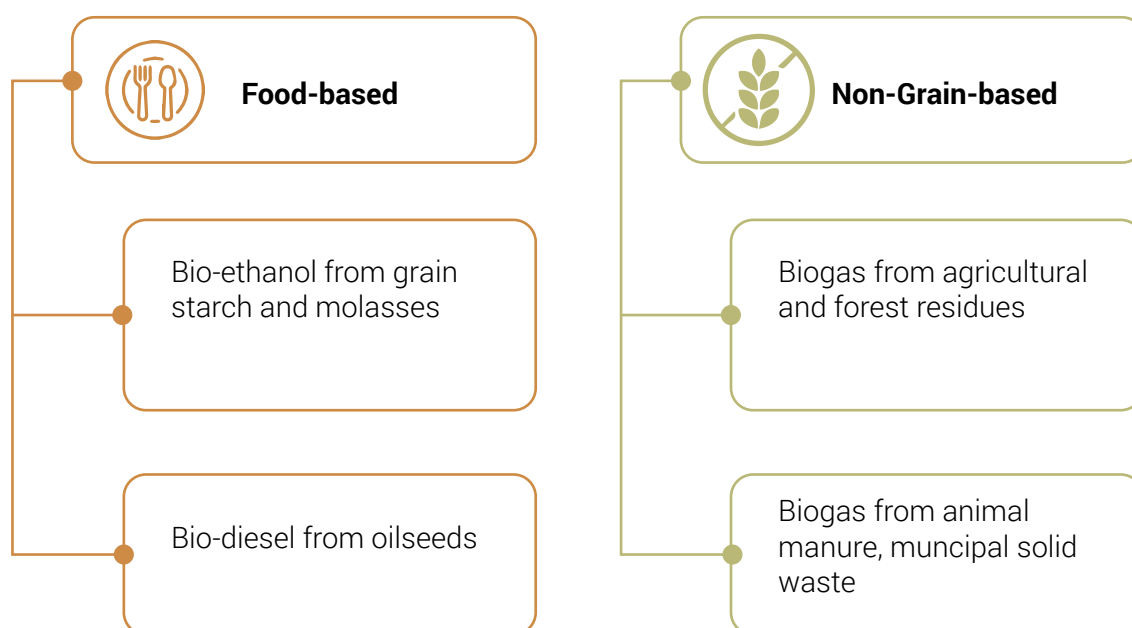 Food-based
Bio-ethanol from grain
starch and molasses
Bio-diesel from oilseeds
Non-Grain-based
Biogas from agricultural
and forest residues
Biogas from animal
manure, muncipal solid
waste